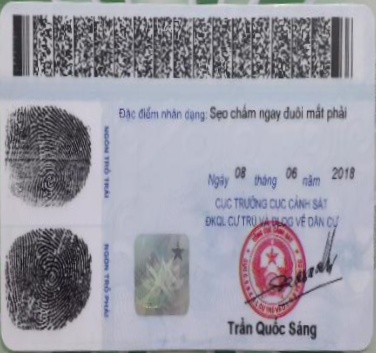 Đặc điểm nhân dạng: Sẹo chấm ngay đuôi mắt phải
NGÓN TRỎ TRÁI
Ngày 08 tháng 06 năm 2018
CỤC TRƯỞNG CỤC CẢNH SÁT
ĐKQL CƯ TRÚ VÀ DLQG VỀ DÂN CƯ
NGÓN TRỎ PHẢI
Trần Quốc Sáng